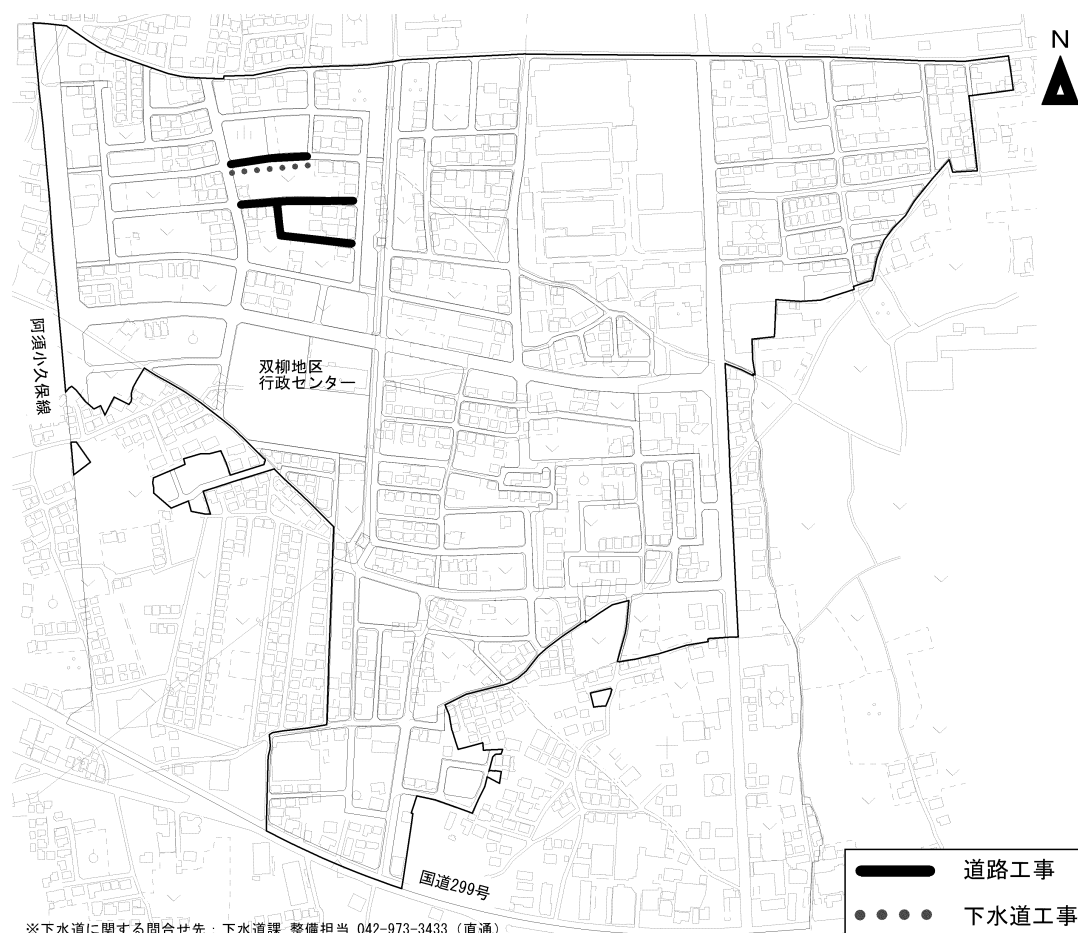 N
阿須小久保線
双柳地区
行政センター
国道299号
道路工事
下水道工事
※下水道に関する問合せ先：下水道課 整備担当 042-973-3433（直通）